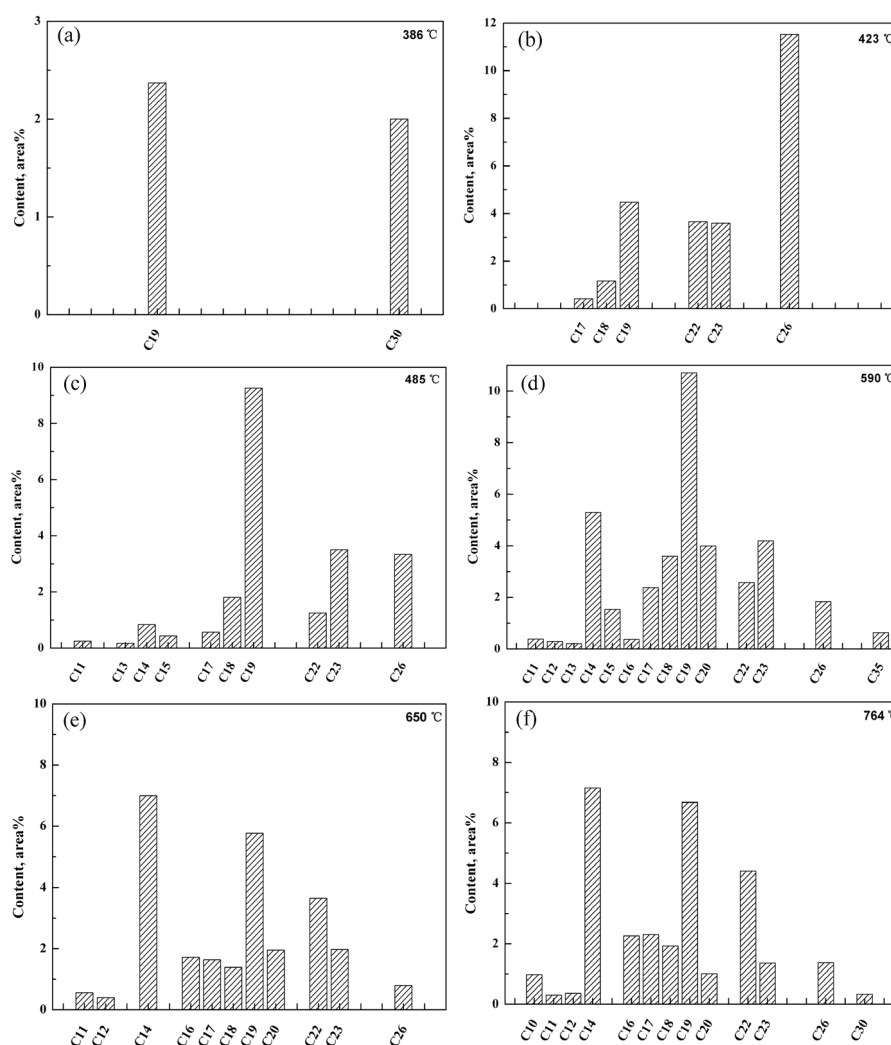 (a)
386 ℃
Content, area%
3
2
1
0
C19
C30
(b)
423 ℃
Content, area%
12
10
8
6
4
2
0
C17
C18
C19
C22
C23
C26
(c)
485 ℃
Content, area%
10
8
6
4
2
0
C11
C13
C14
C15
C17
C18
C19
C22
C23
C26
(d)
590 ℃
Content, area%
10
8
6
4
2
0
C11
C12
C13
C14
C15
C16
C17
C18
C19
C20
C22
C23
C26
C35
(e)
650 ℃
Content, area%
10
8
6
4
2
0
C11
C12
C14
C16
C17
C18
C19
C20
C22
C23
C26
(f)
764 ℃
Content, area%
10
8
6
4
2
0
C10
C11
C12
C14
C16
C17
C18
C19
C20
C22
C23
C26
C30